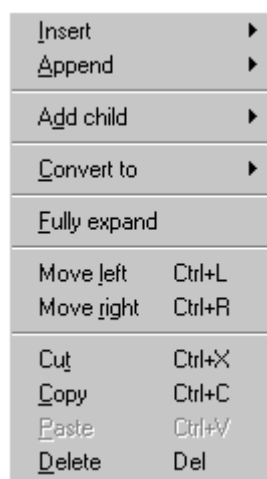 Insert
Append
Add child
Convert to
Fully expand
Move left Ctrl+L
Move right Ctrl+R
Cut Ctrl+X
Copy Ctrl+C
Paste Ctrl+V
Delete Del